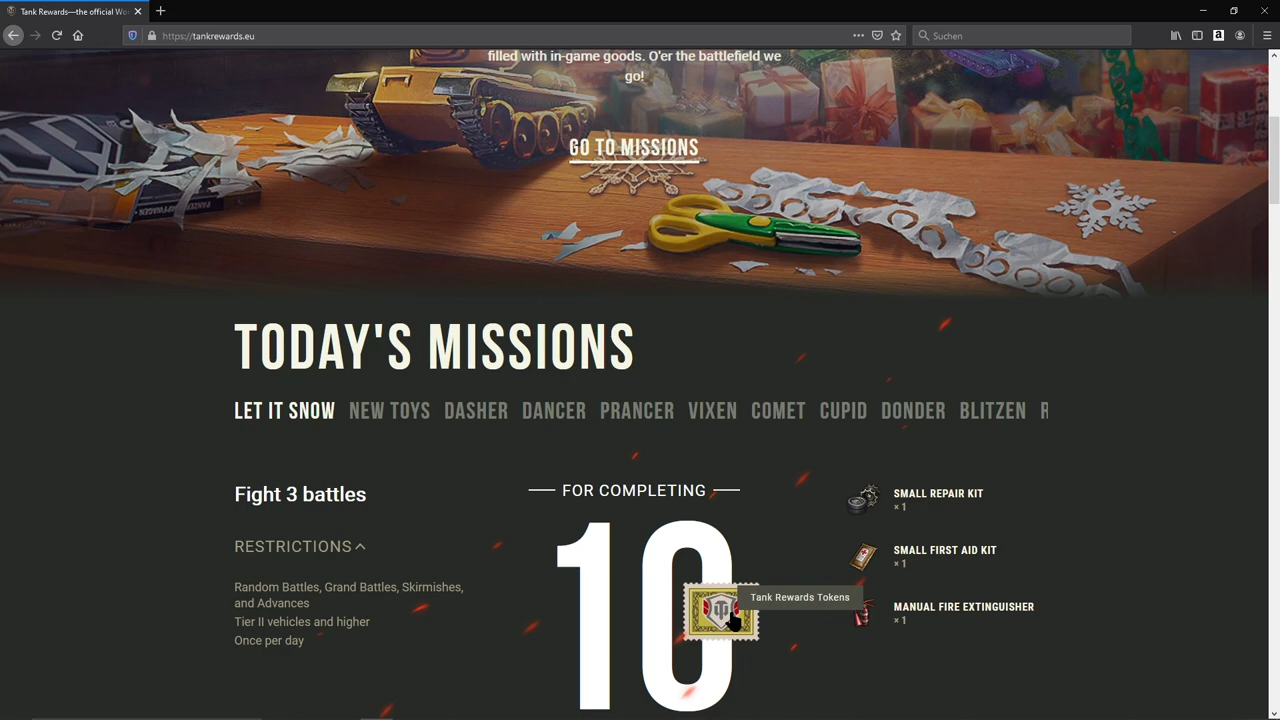 Tank Rewards—the official Wo
https://tankrewards.eu
Suchen
filled with in-game goods. O'er the battlefield we
go!
GO TO MISSIONS
TODAY'S MISSIONS
LET IT SNOW NEW TOYS DASHER DANCER PRANCER VIXEN COMET CUPID DONDER BLITZEN R
Fight 3 battles
RESTRICTIONS
Random Battles, Grand Battles, Skirmishes,
and Advances
Tier II vehicles and higher
Once per day
FOR COMPLETING
10
Tank Rewards Tokens
SMALL REPAIR KIT
× 1
SMALL FIRST AID KIT
× 1
MANUAL FIRE EXTINGUISHER
× 1